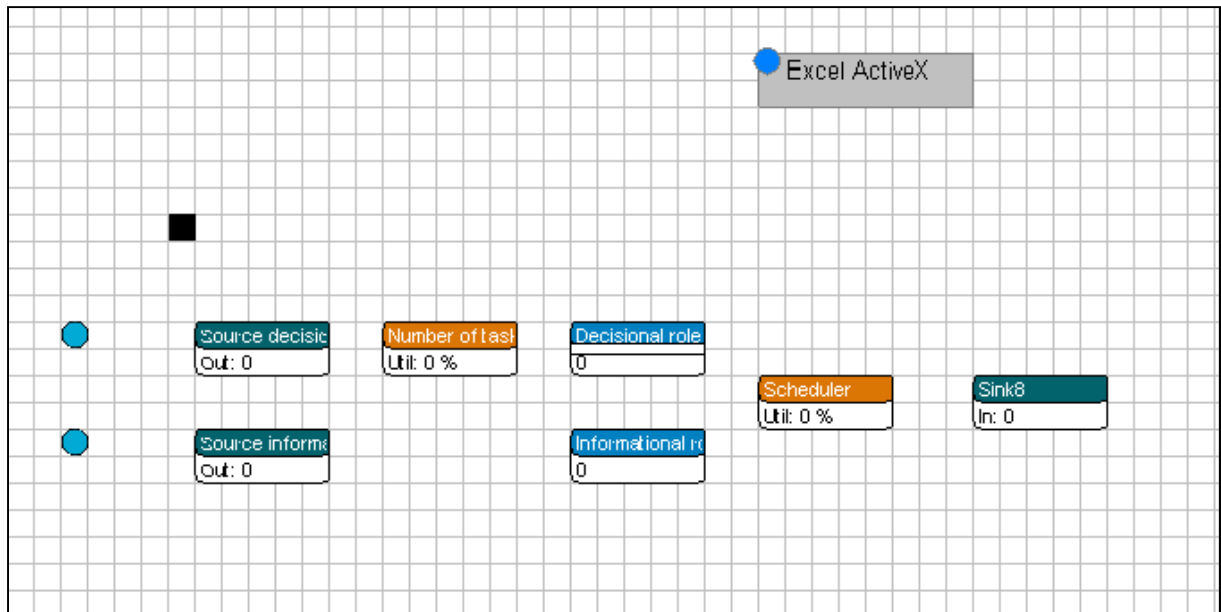 Excel ActiveX
Source decisic
Out: 0
Number of task
Util: 0 %
Decisional role
0
Scheduler
Util: 0 %
Sink8
In: 0
Source informa
Out: 0
Informational ro
0